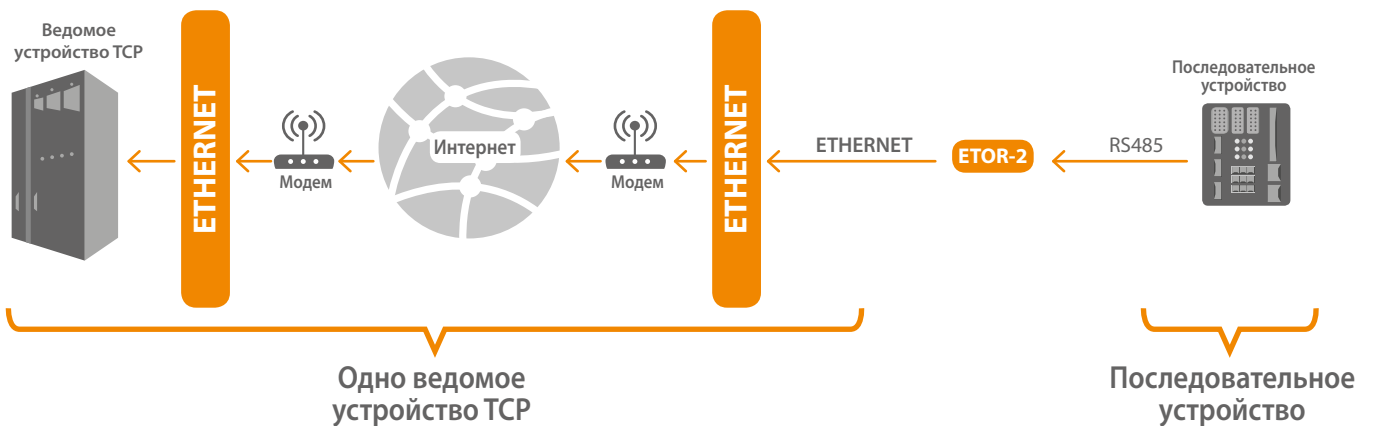 Ведомое
устройство TCP
ETHERNET
Модем
Интернет
Модем
ETHERNET
ETHERNET
ETOR-2
RS485
Последовательное
устройство
Одно ведомое
устройство TCP
Последовательное
устройство